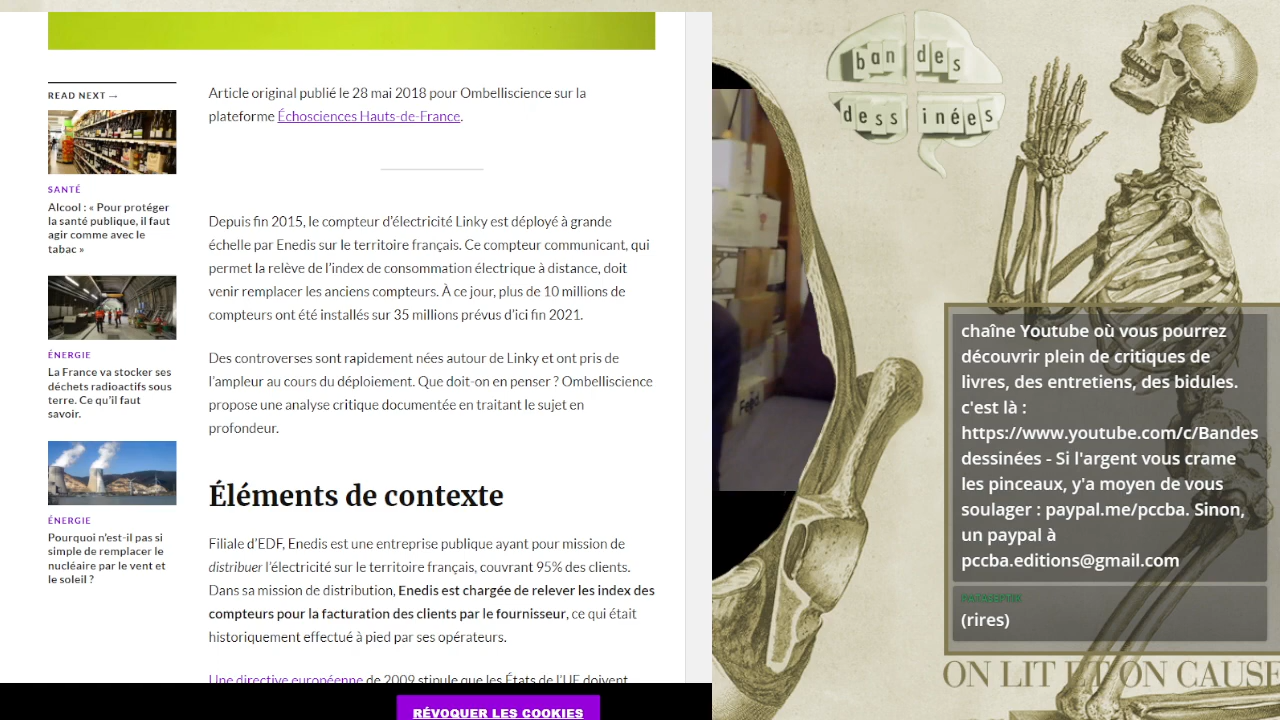 READ NEXT →
SANTÉ
Alcool : « Pour protéger
la santé publique, il faut
agir comme avec le
tabac »
ÉNERGIE
La France va stocker ses
déchets radioactifs sous
terre. Ce qu’il faut
savoir.
ÉNERGIE
Pourquoi n’est-il pas si
simple de remplacer le
nucléaire par le vent et
le soleil ?
Article original publié le 28 mai 2018 pour Ombelliscience sur la
plateforme Échosciences Hauts-de-France.
Depuis fin 2015, le compteur d’électricité Linky est déployé à grande
échelle par Enedis sur le territoire français. Ce compteur communicant, qui
permet la relève de l’index de consommation électrique à distance, doit
venir remplacer les anciens compteurs. À ce jour, plus de 10 millions de
compteurs ont été installés sur 35 millions prévus d’ici fin 2021.
Des controverses sont rapidement nées autour de Linky et ont pris de
l’ampleur au cours du déploiement. Que doit-on en penser ? Ombelliscience
propose une analyse critique documentée en traitant le sujet en
profondeur.
Éléments de contexte
Filiale d’EDF, Enedis est une entreprise publique ayant pour mission de
distribuer l’électricité sur le territoire français, couvrant 95% des clients.
Dans sa mission de distribution, Enedis est chargée de relever les index des
compteurs pour la facturation des clients par le fournisseur, ce qui était
historiquement effectué à pied par ses opérateurs.
Une directive européenne de 2009 stipule que les États de l’UE doivent
RÉVOQUER LES COOKIES
bandes
dessinées
chaîne Youtube où vous pourrez
découvrir plein de critiques de
livres, des entretiens, des bidules.
c'est là :
https://www.youtube.com/c/Bandes
dessinées - Si l'argent vous crame
les pinceaux, y'a moyen de vous
soulager : paypal.me/pccba. Sinon,
un paypal à
pccba.editions@gmail.com
(rires)
ON LIT ET ON CAUSE